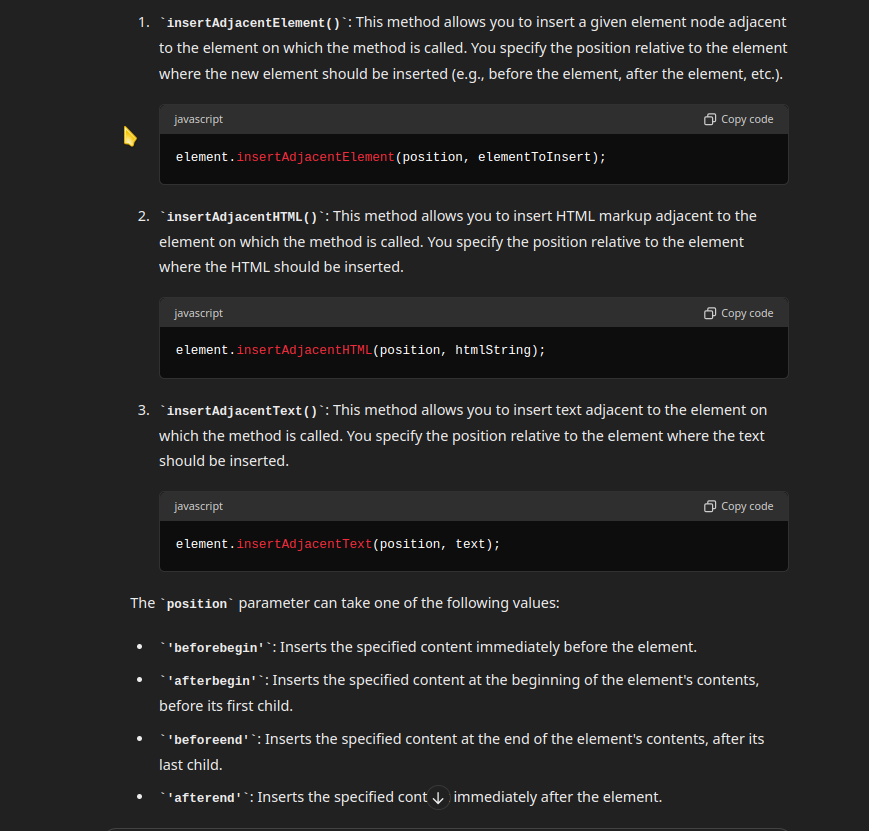 1. `insertAdjacentElement()`: This method allows you to insert a given element node adjacent
to the element on which the method is called. You specify the position relative to the element
where the new element should be inserted (e.g., before the element, after the element, etc.).
javascript Copy code
element.insertAdjacentElement(position, elementToInsert);
2. `insertAdjacentHTML()`: This method allows you to insert HTML markup adjacent to the
element on which the method is called. You specify the position relative to the element
where the HTML should be inserted.
javascript Copy code
element.insertAdjacentHTML(position, htmlString);
3. `insertAdjacentText()`: This method allows you to insert text adjacent to the element on
which the method is called. You specify the position relative to the element where the text
should be inserted.
javascript Copy code
element.insertAdjacentText(position, text);
The `position` parameter can take one of the following values:
• `'beforebegin'`: Inserts the specified content immediately before the element.
• `'afterbegin'`: Inserts the specified content at the beginning of the element's contents,
before its first child.
• `'beforeend'`: Inserts the specified content at the end of the element's contents, after its
last child.
• `'afterend'`: Inserts the specified cont immediately after the element.